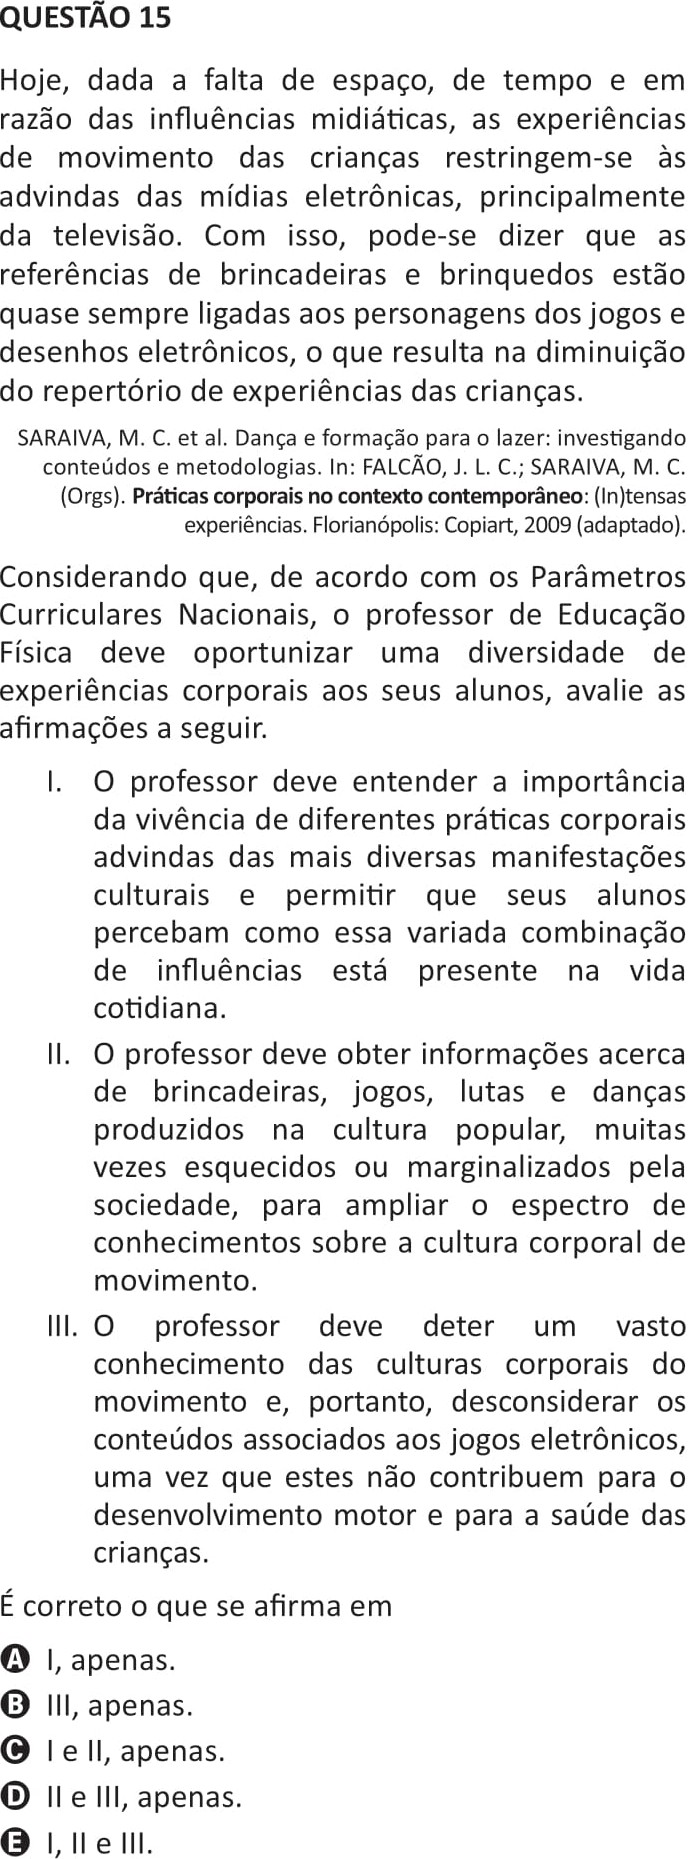 QUESTÃO 15
Hoje, dada a falta de espaço, de tempo e em
razão das influências midiáticas, as experiências
de movimento das crianças restringem-se às
advindas das mídias eletrônicas, principalmente
da televisão. Com isso, pode-se dizer que as
referências de brincadeiras e brinquedos estão
quase sempre ligadas aos personagens dos jogos e
desenhos eletrônicos, o que resulta na diminuição
do repertório de experiências das crianças.
SARAIVA, M. C. et al. Dança e formação para o lazer: investigando
conteúdos e metodologias. In: FALCÃO, J. L. C.; SARAIVA, M. C.
(Orgs). Práticas corporais no contexto contemporâneo: (In)tensas
experiências. Florianópolis: Copiart, 2009 (adaptado).
Considerando que, de acordo com os Parâmetros
Curriculares Nacionais, o professor de Educação
Física deve oportunizar uma diversidade de
experiências corporais aos seus alunos, avalie as
afirmações a seguir.
I. O professor deve entender a importância
da vivência de diferentes práticas corporais
advindas das mais diversas manifestações
culturais e permitir que seus alunos
percebam como essa variada combinação
de influências está presente na vida
cotidiana.
II. O professor deve obter informações acerca
de brincadeiras, jogos, lutas e danças
produzidos na cultura popular, muitas
vezes esquecidos ou marginalizados pela
sociedade, para ampliar o espectro de
conhecimentos sobre a cultura corporal de
movimento.
III. O professor deve deter um vasto
conhecimento das culturas corporais do
movimento e, portanto, desconsiderar os
conteúdos associados aos jogos eletrônicos,
uma vez que estes não contribuem para o
desenvolvimento motor e para a saúde das
crianças.
É correto o que se afirma em
A I, apenas.
B III, apenas.
C I e II, apenas.
D II e III, apenas.
E I, II e III.